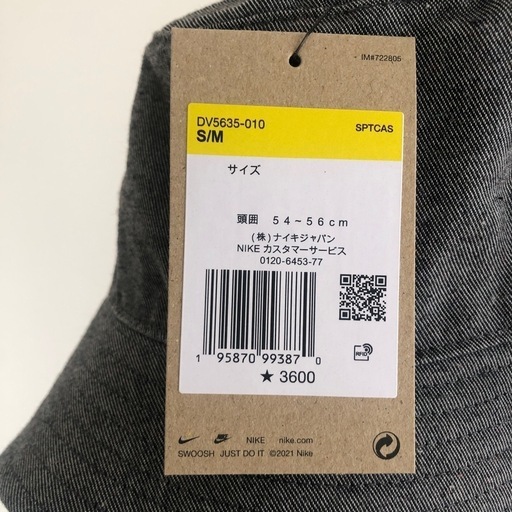 - IM#722805
DV5635-010
S/M SPTCAS
サイズ
頭囲 54~56cm
(株)ナイキジャパン
NIKE カスタマーサービス
0120-6453-77
1 95870 99387 0
RFID
★ 3600
NIKE nike.com
SWOOSH JUST DO IT ©2021 Nike